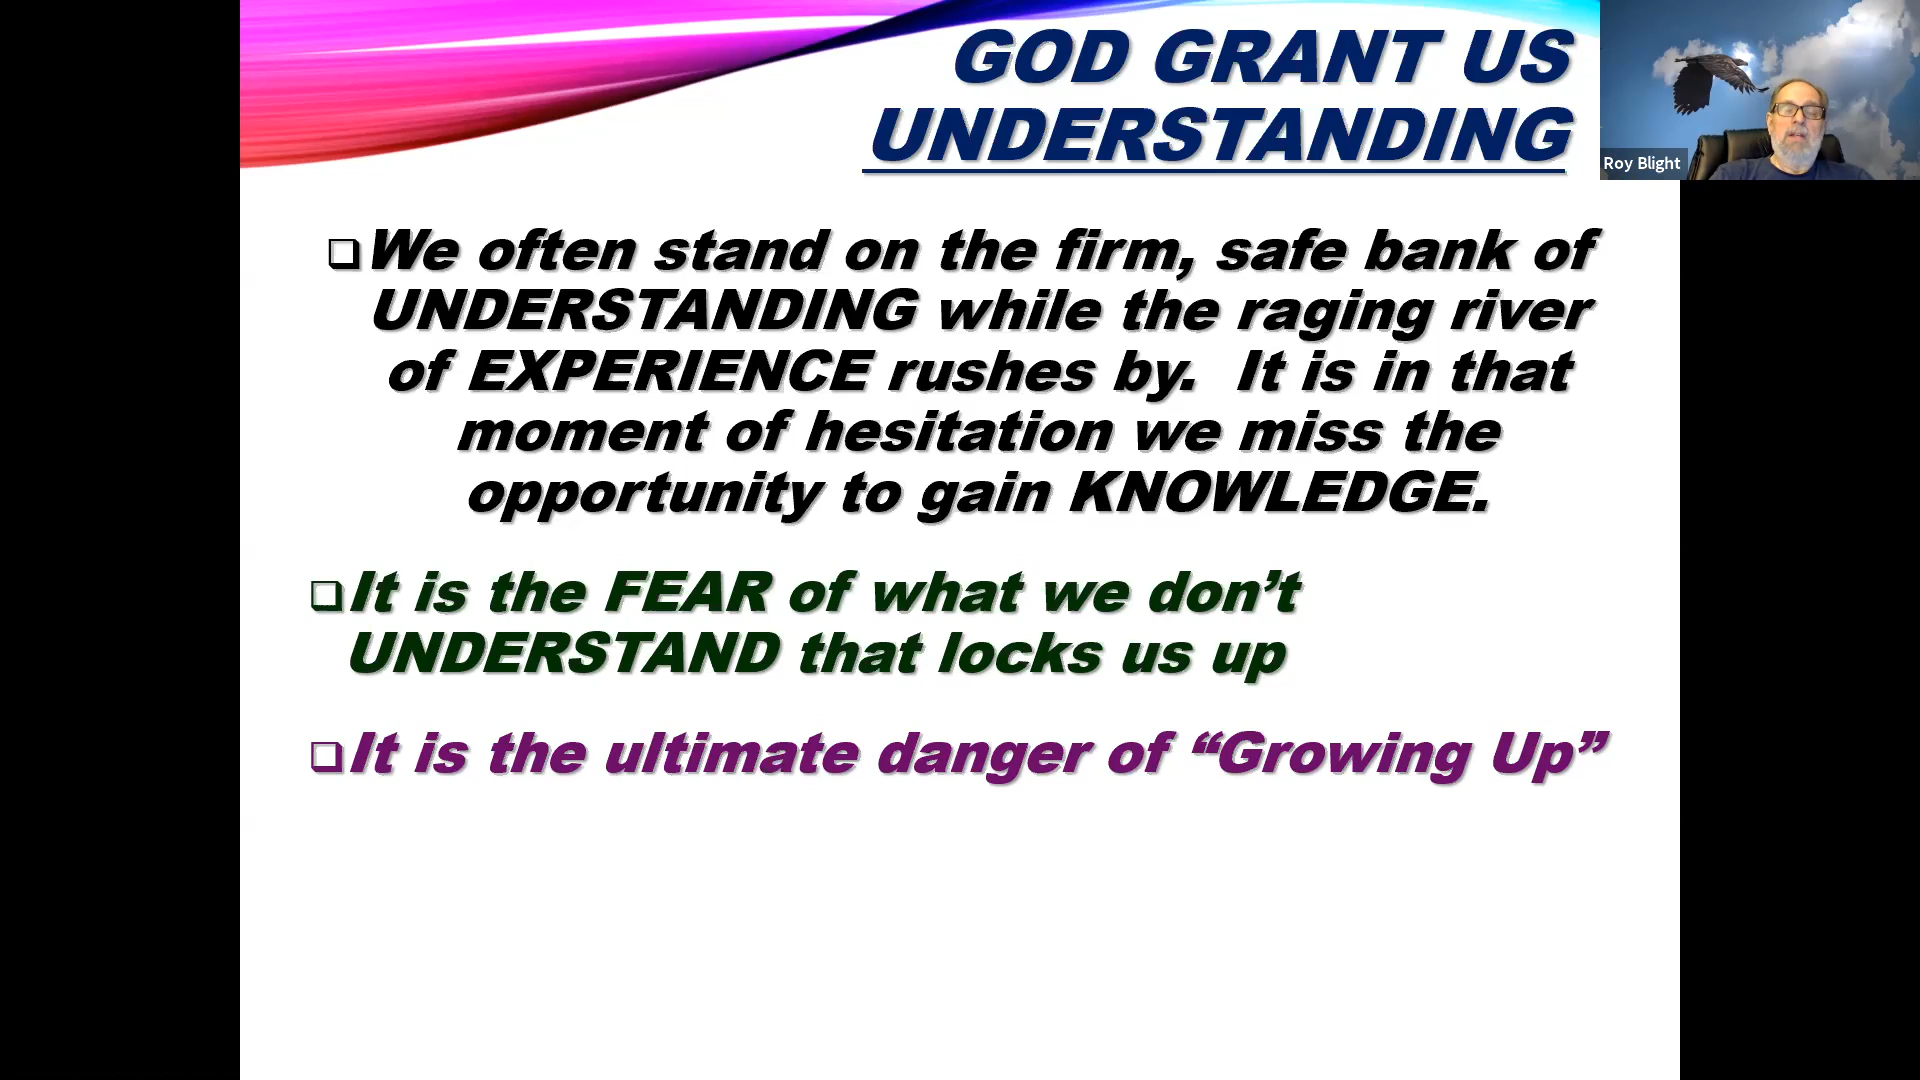 GOD GRANT US
UNDERSTANDING
Roy Blight
We often stand on the firm, safe bank of
UNDERSTANDING while the raging river
of EXPERIENCE rushes by.  It is in that
moment of hesitation we miss the
opportunity to gain KNOWLEDGE.
It is the FEAR of what we don’t
UNDERSTAND that locks us up
It is the ultimate danger of “Growing Up”